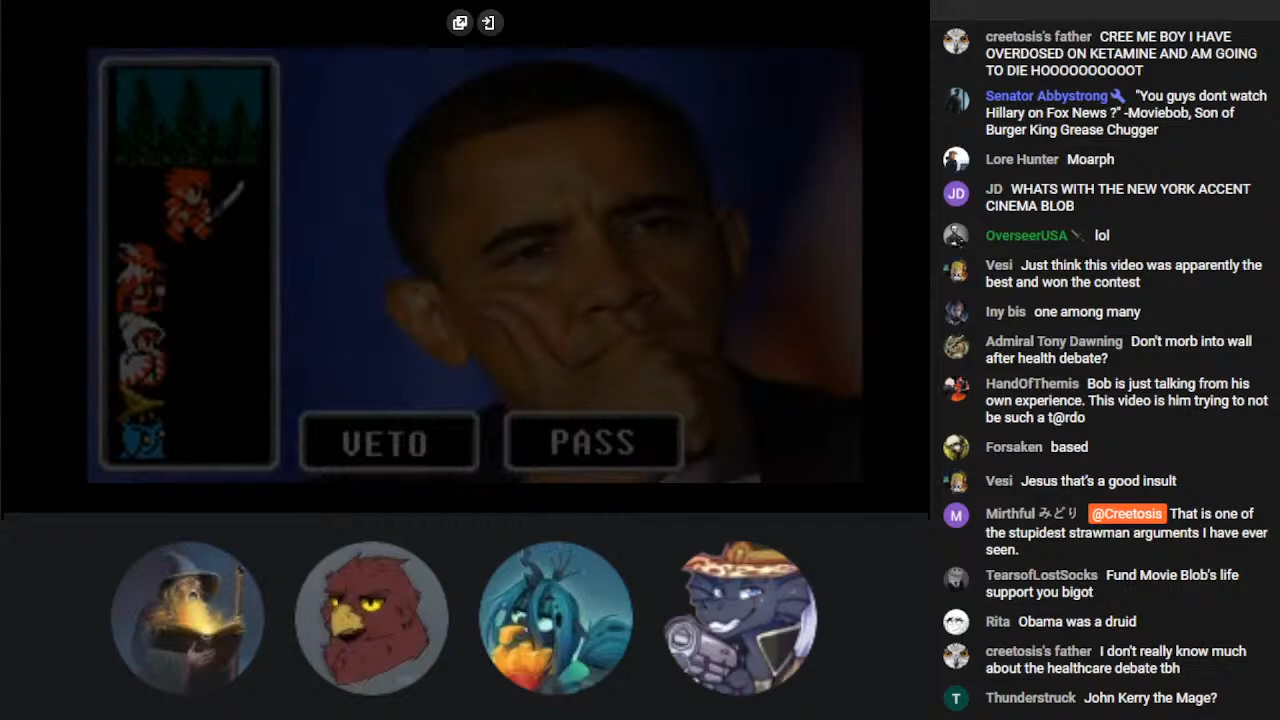 VETO
PASS
creetosis's father CREE ME BOY I HAVE
OVERDOSED ON KETAMINE AND AM GOING
TO DIE HOOOOOOOOOT
Senator Abbystrong "You guys dont watch
Hillary on Fox News ?" -Moviebob, Son of
Burger King Grease Chugger
Lore Hunter Moarph
JD JD WHATS WITH THE NEW YORK ACCENT
CINEMA BLOB
OverseerUSA lol
Vesi Just think this video was apparently the
best and won the contest
Iny bis one among many
Admiral Tony Dawning Don't morb into wall
after health debate?
HandOfThemis Bob is just talking from his
own experience. This video is him trying to not
be such a t@rdo
Forsaken based
Vesi Jesus that's a good insult
M Mirthful みどり @Creetosis That is one of
the stupidest strawman arguments I have ever
seen.
TearsofLostSocks Fund Movie Blob's life
support you bigot
Rita Obama was a druid
creetosis's father I don't really know much
about the healthcare debate tbh
T Thunderstruck John Kerry the Mage?